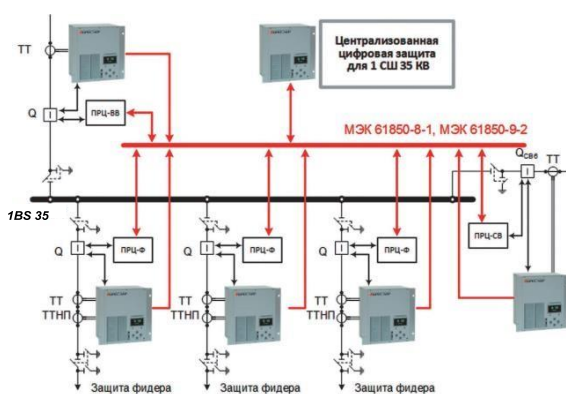 ТТ
Централизованная
цифровая защита
для 1 СШ 35 КВ
Q
ПРЦ-ВВ
МЭК 61850-8-1, МЭК 61850-9-2
Qсвб
ТТ
1BS 35
Q
ПРЦ-Ф
Q
ПРЦ-Ф
Q
ПРЦ-Ф
ПРЦ-СВ
ТТ
ТТНП
ТТ
ТТНП
ТТ
ТТНП
Защита фидера
Защита фидера
Защита фидера